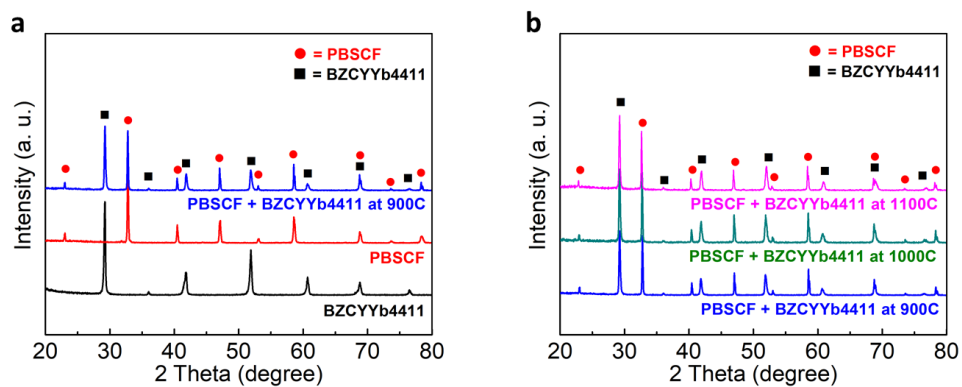 a
Intensity (a. u.)
= PBSCF
= BZCYYb4411
PBSCF + BZCYYb4411 at 900C
PBSCF
BZCYYb4411
20 30 40 50 60 70 80
2 Theta (degree)
b
Intensity (a. u.)
= PBSCF
= BZCYYb4411
PBSCF + BZCYYb4411 at 1100C
PBSCF + BZCYYb4411 at 1000C
PBSCF + BZCYYb4411 at 900C
20 30 40 50 60 70 80
2 Theta (degree)